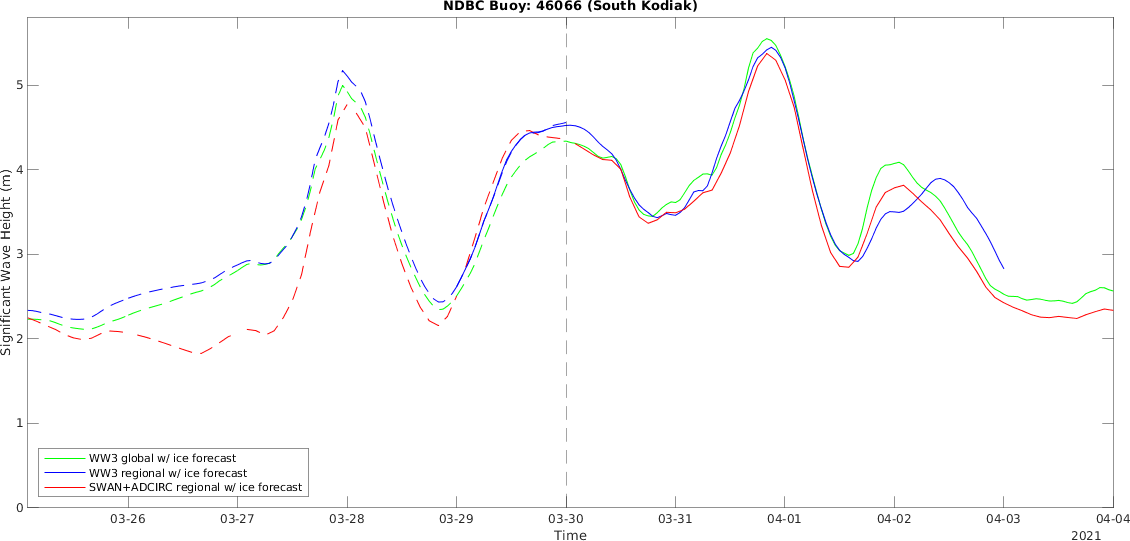 NDBC Buoy: 46066 (South Kodiak)
Significant Wave Height (m)
5
4
3
2
1
0
WW3 global w/ ice forecast
WW3 regional w/ ice forecast
SWAN+ADCIRC regional w/ ice forecast
03-26 03-27 03-28 03-29 03-30 03-31 04-01 04-02 04-03 04-04
Time
2021